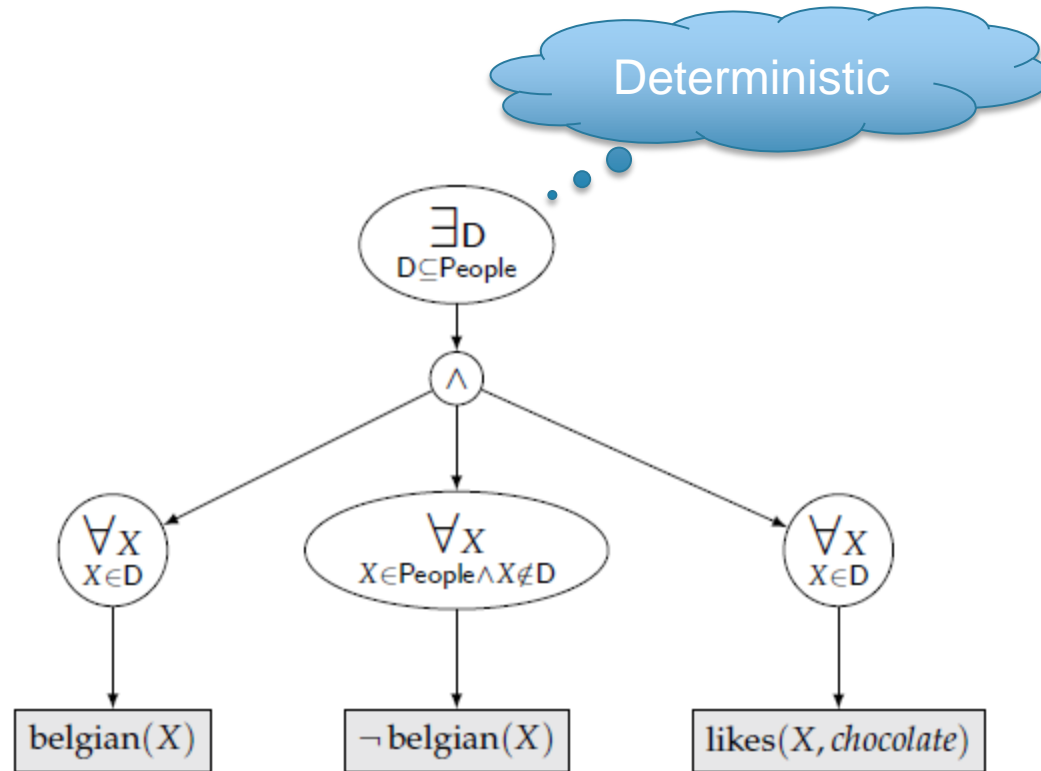 Deterministic
∃D
D⊆People
∧
∀X
X∈D
∀X
X∈People∧X∉D
∀X
X∈D
belgian(X)
¬ belgian(X)
likes(X, chocolate)